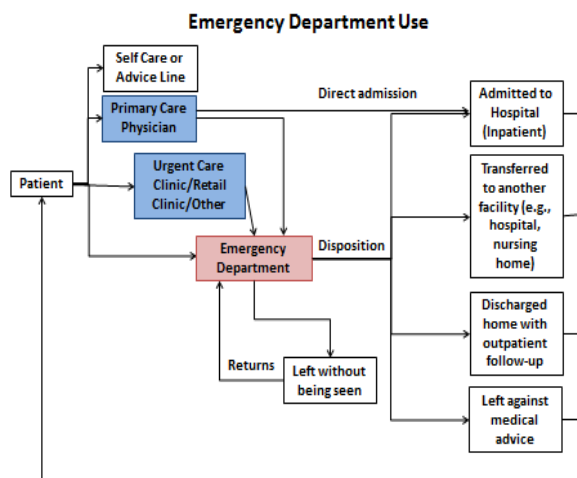 Emergency Department Use
Self Care or
Advice Line
Primary Care
Physician
Direct admission
Admitted to
Hospital
(Inpatient)
Patient
Urgent Care
Clinic/Retail
Clinic/Other
Transferred
to another
facility (e.g.,
hospital,
nursing
home)
Emergency
Department
Disposition
Discharged
home with
outpatient
follow-up
Returns
Left without
being seen
Left against
medical
advice